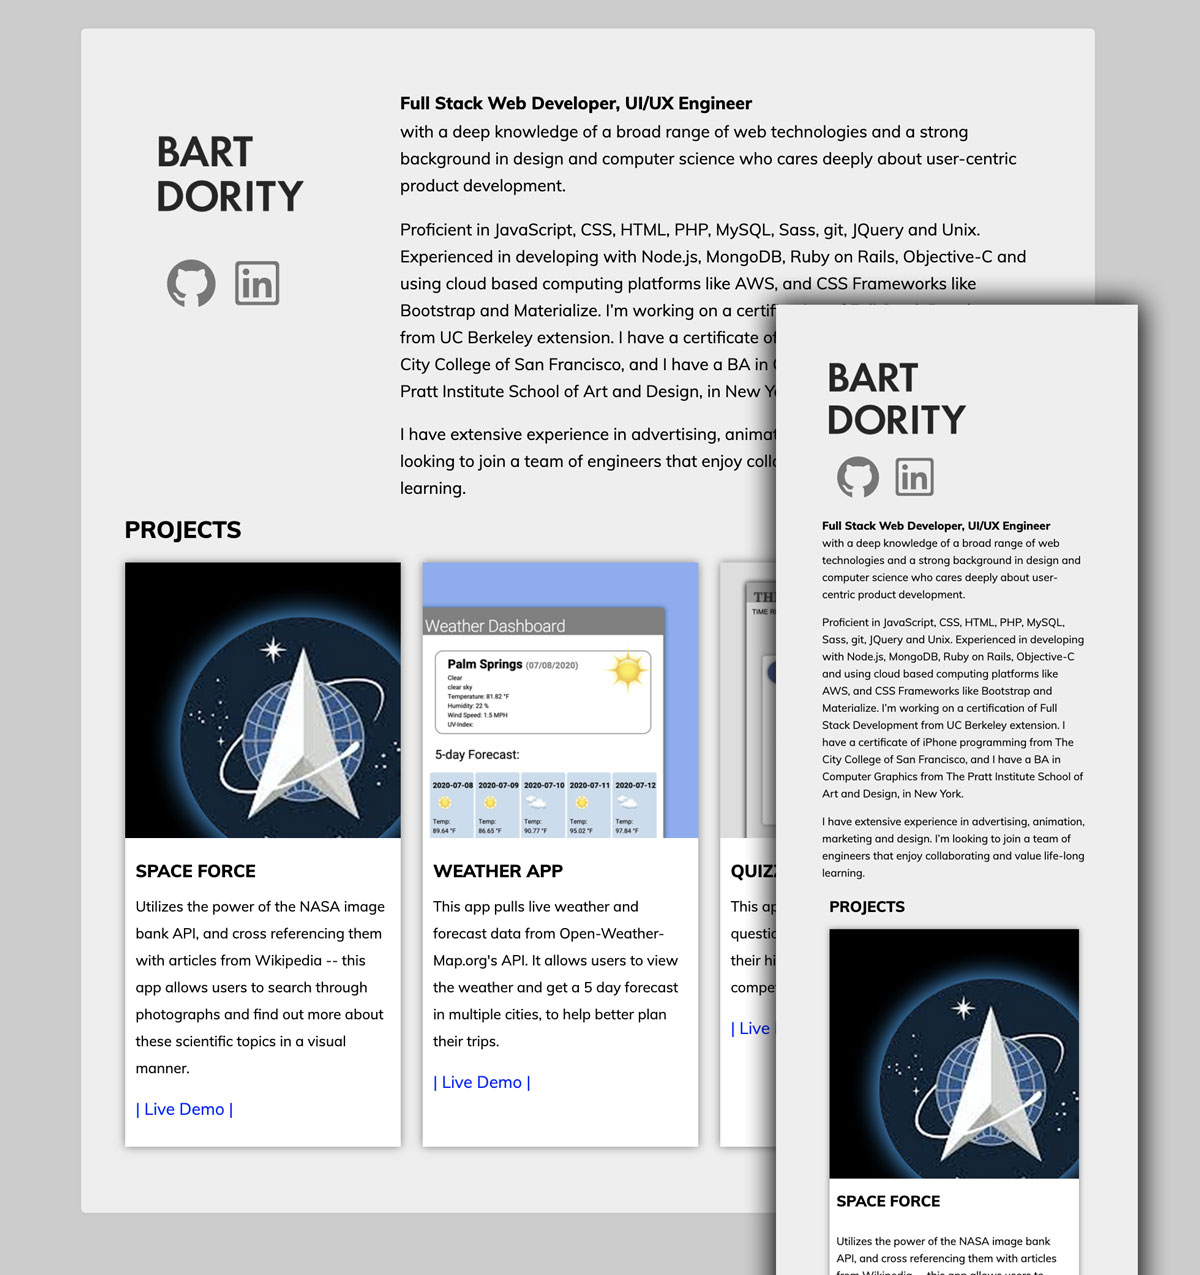 BART
DORITY
Full Stack Web Developer, UI/UX Engineer
with a deep knowledge of a broad range of web technologies and a strong
background in design and computer science who cares deeply about user-centric
product development.
Proficient in JavaScript, CSS, HTML, PHP, MySQL, Sass, git, JQuery and Unix.
Experienced in developing with Node.js, MongoDB, Ruby on Rails, Objective-C and
using cloud based computing platforms like AWS, and CSS Frameworks like
Bootstrap and Materialize. I'm working on a certif
from UC Berkeley extension. I have a certificate of
City College of San Francisco, and I have a BA in
Pratt Institute School of Art and Design, in New Yo
I have extensive experience in advertising, animat
looking to join a team of engineers that enjoy colla
learning.
PROJECTS
Weather Dashboard
Palm Springs (07/08/2020)
Clear
clear sky
Temperature: 81.82 °F
Humidity: 22 %
Wind Speed: 1.5 MPH
UV-Index:
5-day Forecast:
2020-07-08 2020-07-09 2020-07-10 2020-07-11 2020-07-12
Temp: Temp: Temp: Temp: Temp:
89.64 °F 86.65 °F 90.77 °F 95.02 °F 97.84 °F
TH
TIME R
SPACE FORCE
Utilizes the power of the NASA image
bank API, and cross referencing them
with articles from Wikipedia -- this
app allows users to search through
photographs and find out more about
these scientific topics in a visual
manner.
| Live Demo |
WEATHER APP
This app pulls live weather and
forecast data from Open-Weather-
Map.org's API. It allows users to view
the weather and get a 5 day forecast
in multiple cities, to help better plan
their trips.
| Live Demo |
QUIZ
This ap
questic
their hi
compe
| Live
BART
DORITY
Full Stack Web Developer, UI/UX Engineer
with a deep knowledge of a broad range of web
technologies and a strong background in design and
computer science who cares deeply about user-
centric product development.
Proficient in JavaScript, CSS, HTML, PHP, MySQL,
Sass, git, JQuery and Unix. Experienced in developing
with Node.js, MongoDB, Ruby on Rails, Objective-C
and using cloud based computing platforms like
AWS, and CSS Frameworks like Bootstrap and
Materialize. I'm working on a certification of Full
Stack Development from UC Berkeley extension. I
have a certificate of iPhone programming from The
City College of San Francisco, and I have a BA in
Computer Graphics from The Pratt Institute School of
Art and Design, in New York.
I have extensive experience in advertising, animation,
marketing and design. I'm looking to join a team of
engineers that enjoy collaborating and value life-long
learning.
PROJECTS
SPACE FORCE
Utilizes the power of the NASA image bank
API, and cross referencing them with articles
from Wikipedia -- this app allows users to